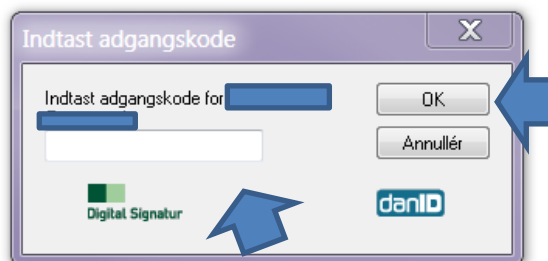 Indtast adgangskode
X
Indtast adgangskode for
OK
Annullér
Digital Signatur
danID